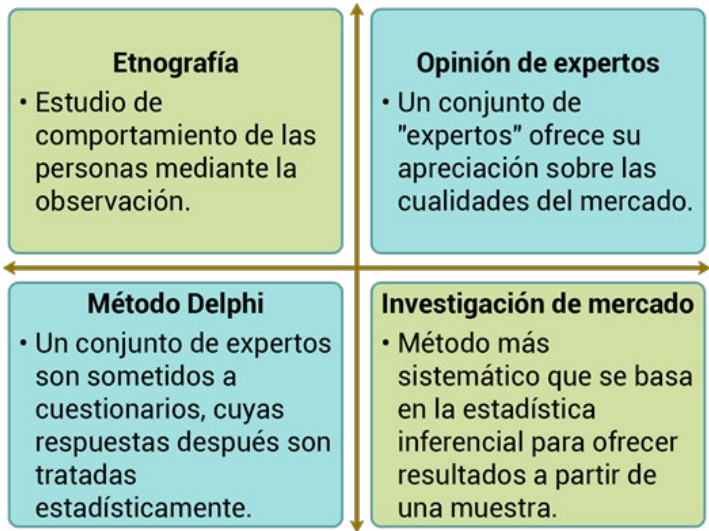 Etnografía
• Estudio de
comportamiento de las
personas mediante la
observación.
Opinión de expertos
• Un conjunto de
"expertos" ofrece su
apreciación sobre las
cualidades del mercado.
Método Delphi
• Un conjunto de expertos
son sometidos a
cuestionarios, cuyas
respuestas después son
tratadas
estadísticamente.
Investigación de mercado
• Método más
sistemático que se basa
en la estadística
inferencial para ofrecer
resultados a partir de
una muestra.